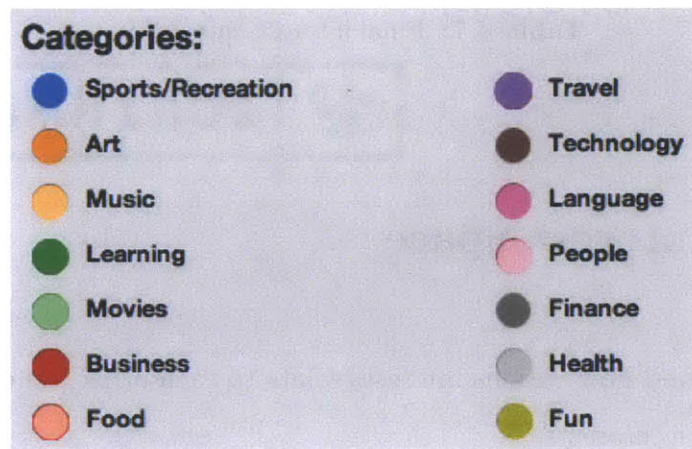 Categories:
Sports/Recreation
Art
Music
Learning
Movies
Business
Food
Travel
Technology
Language
People
Finance
Health
Fun